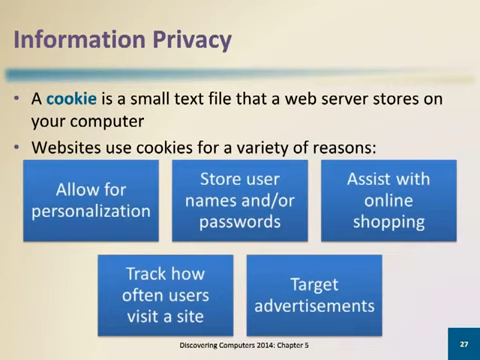 Information Privacy
• A cookie is a small text file that a web server stores on
your computer
• Websites use cookies for a variety of reasons:
Allow for
personalization
Store user
names and/or
passwords
Assist with
online
shopping
Track how
often users
visit a site
Target
advertisements
Discovering Computers 2014: Chapter 5
27